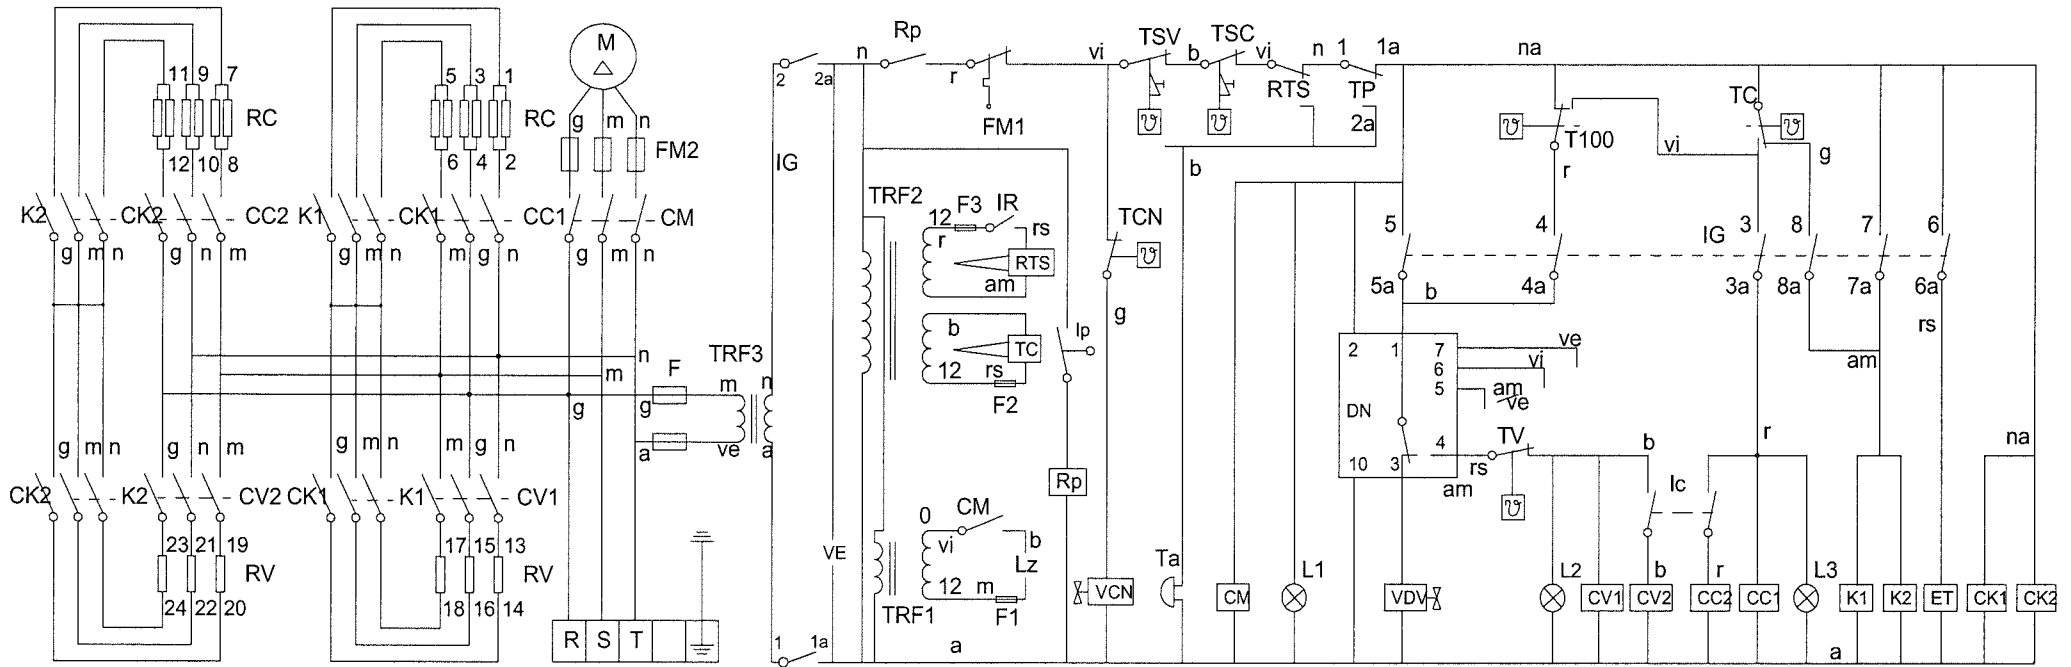 11 9 7
RC
12 10 8
K2 CK2 CC2
g m n g n m
5 3 1
RC
6 4 2
K1 CK1 CC1
g m n m g n
M
g m n
FM2
CM
g m n
n
m
g
g m n g n m
CK2 K2 CV2
23 21 19
RV
24 22 20
g m n m g n
CK1 K1 CV1
17 15 13
RV
18 16 14
F
g
a
TRF3
m n
ve a
R S T
2 2a
IG
VE
1 1a
n Rp r FM1 vi TSV b TSC vi RTS n 1 TP 1a na
ϑ ϑ
2a
b
TRF2
12 F3 IR rs
r RTS
am
b TC
12 rs
F2
Ip
Rp
TCN
ϑ
g
VCN
Ta
0 CM
vi b
Lz
12 m
F1
TRF1
a
CM
L1
ϑ T100
r
vi
TC
ϑ
g
5 4 IG 3 8 7 6
5a 4a 3a 8a 7a 6a
b
rs
am
2 1 7 ve
6 vi
5 am
ve
DN
4
10 3
rs
am
TV
ϑ
b Ic r
na
b r
VDV
L2
CV1
CV2
CC2
CC1
L3
K1
K2
ET
CK1
CK2
a